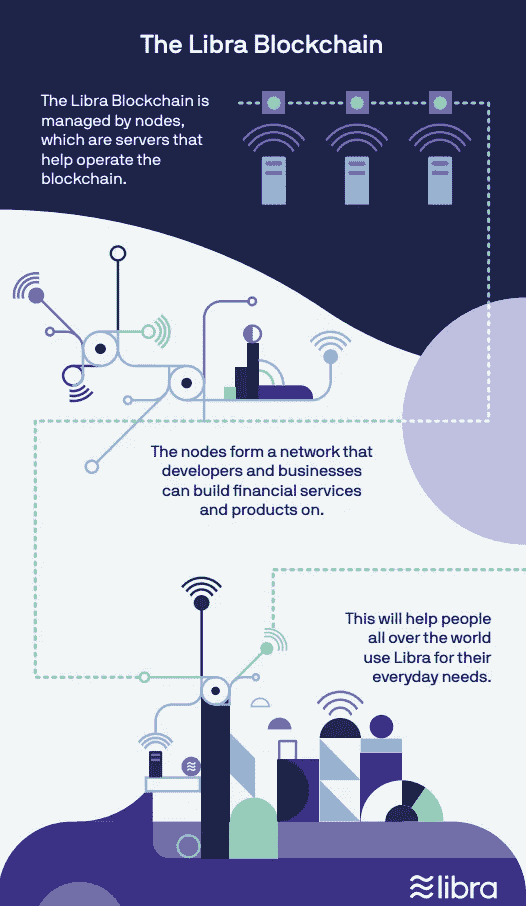 The Libra Blockchain
The Libra Blockchain is
managed by nodes,
which are servers that
help operate the
blockchain.
The nodes form a network that
developers and businesses
can build financial services
and products on.
This will help people
all over the world
use Libra for their
everyday needs.
libra